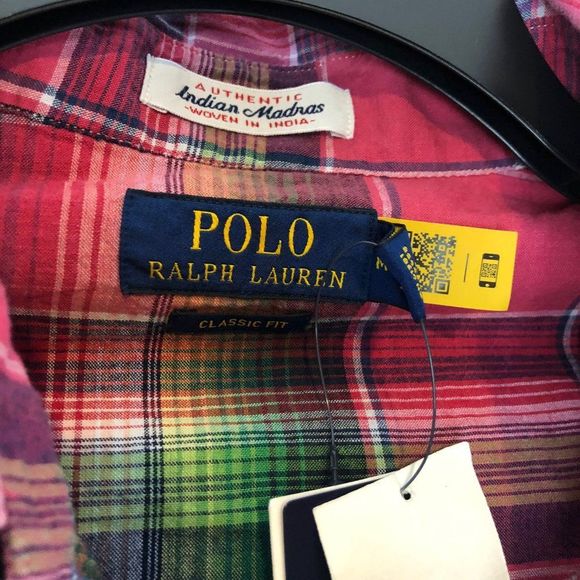 AUTHENTIC
Indian Madras
-WOVEN IN INDIA-
POLO
RALPH LAUREN
M
CLASSIC FIT